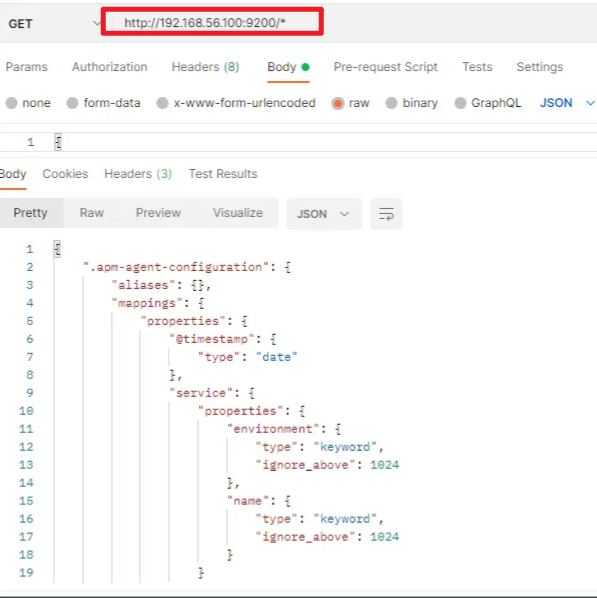 GET http://192.168.56.100:9200/*
Params Authorization Headers (8) Body Pre-request Script Tests Settings
none form-data x-www-form-urlencoded raw binary GraphQL JSON
1 {
Body Cookies Headers (3) Test Results
Pretty Raw Preview Visualize JSON
1 {
2 ".apm-agent-configuration": {
3 "aliases": {},
4 "mappings": {
5 "properties": {
6 "@timestamp": {
7 "type": "date"
8 },
9 "service": {
10 "properties": {
11 "environment": {
12 "type": "keyword",
13 "ignore_above": 1024
14 },
15 "name": {
16 "type": "keyword",
17 "ignore_above": 1024
18 }
19 }